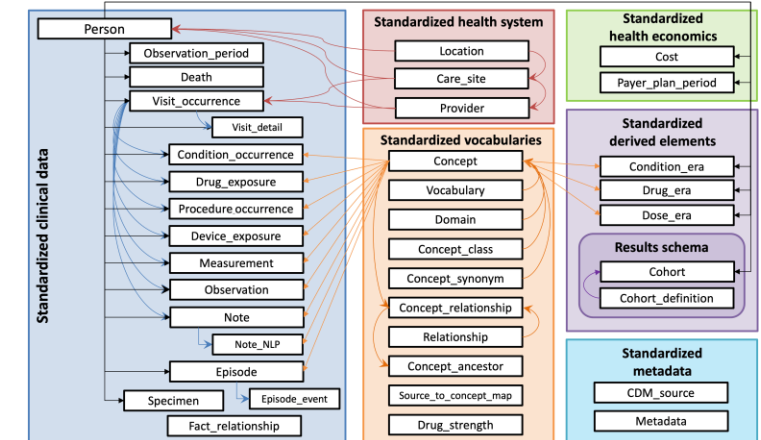 Standardized clinical data
Person
Observation_period
Death
Visit_occurrence
Visit_detail
Condition_occurrence
Drug_exposure
Procedure_occurrence
Device_exposure
Measurement
Observation
Note
Note_NLP
Episode
Specimen
Episode_event
Fact_relationship
Standardized health system
Location
Care_site
Provider
Standardized vocabularies
Concept
Vocabulary
Domain
Concept_class
Concept_synonym
Concept_relationship
Relationship
Concept_ancestor
Source_to_concept_map
Drug_strength
Standardized
health economics
Cost
Payer_plan_period
Standardized
derived elements
Condition_era
Drug_era
Dose_era
Results schema
Cohort
Cohort_definition
Standardized
metadata
CDM_source
Metadata